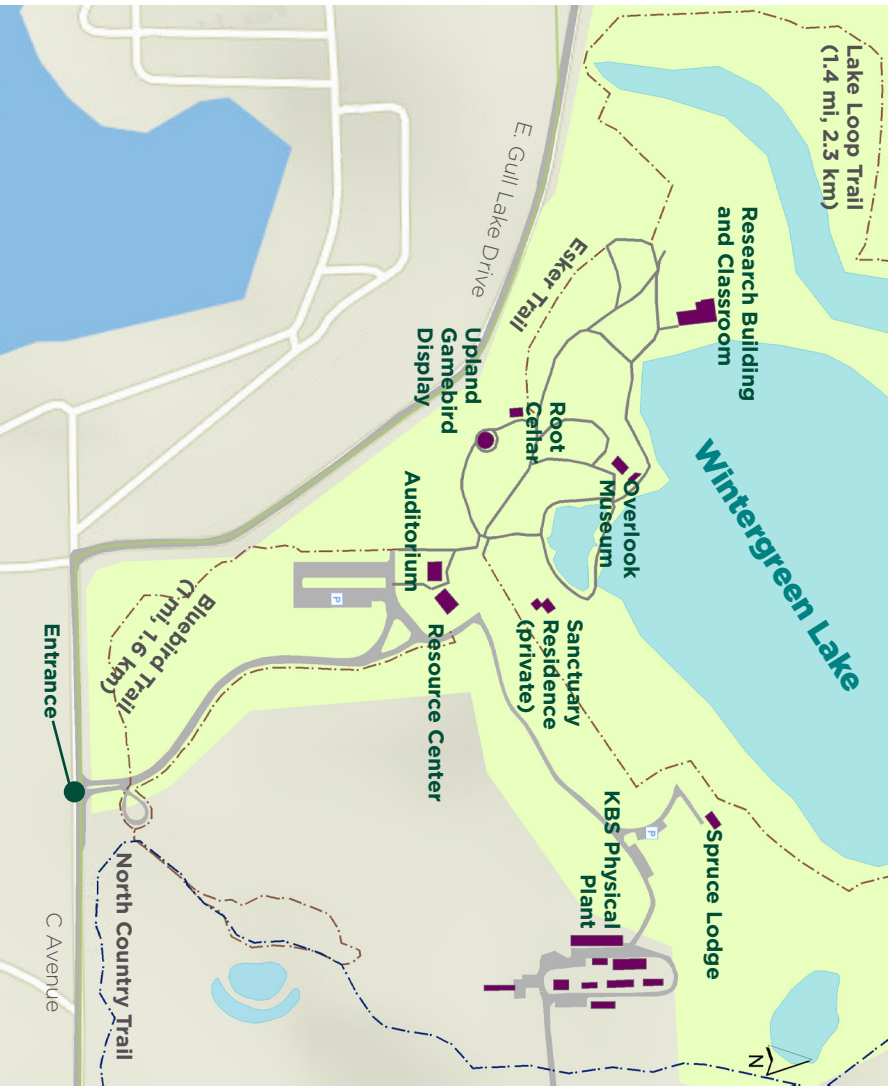 Lake Loop Trail
(1.4 mi, 2.3 km)
Research Building
and Classroom
E. Gull Lake Drive
Esker Trail
Upland
Gamebird
Display
Root
Cellar
Wintergreen Lake
Overlook
Museum
Auditorium
Sanctuary
Residence
(private)
Bluebird Trail
(1 mi, 1.6 km)
P
Resource Center
Entrance
KBS Physical
Plant
P
Spruce Lodge
North Country Trail
C Avenue
N